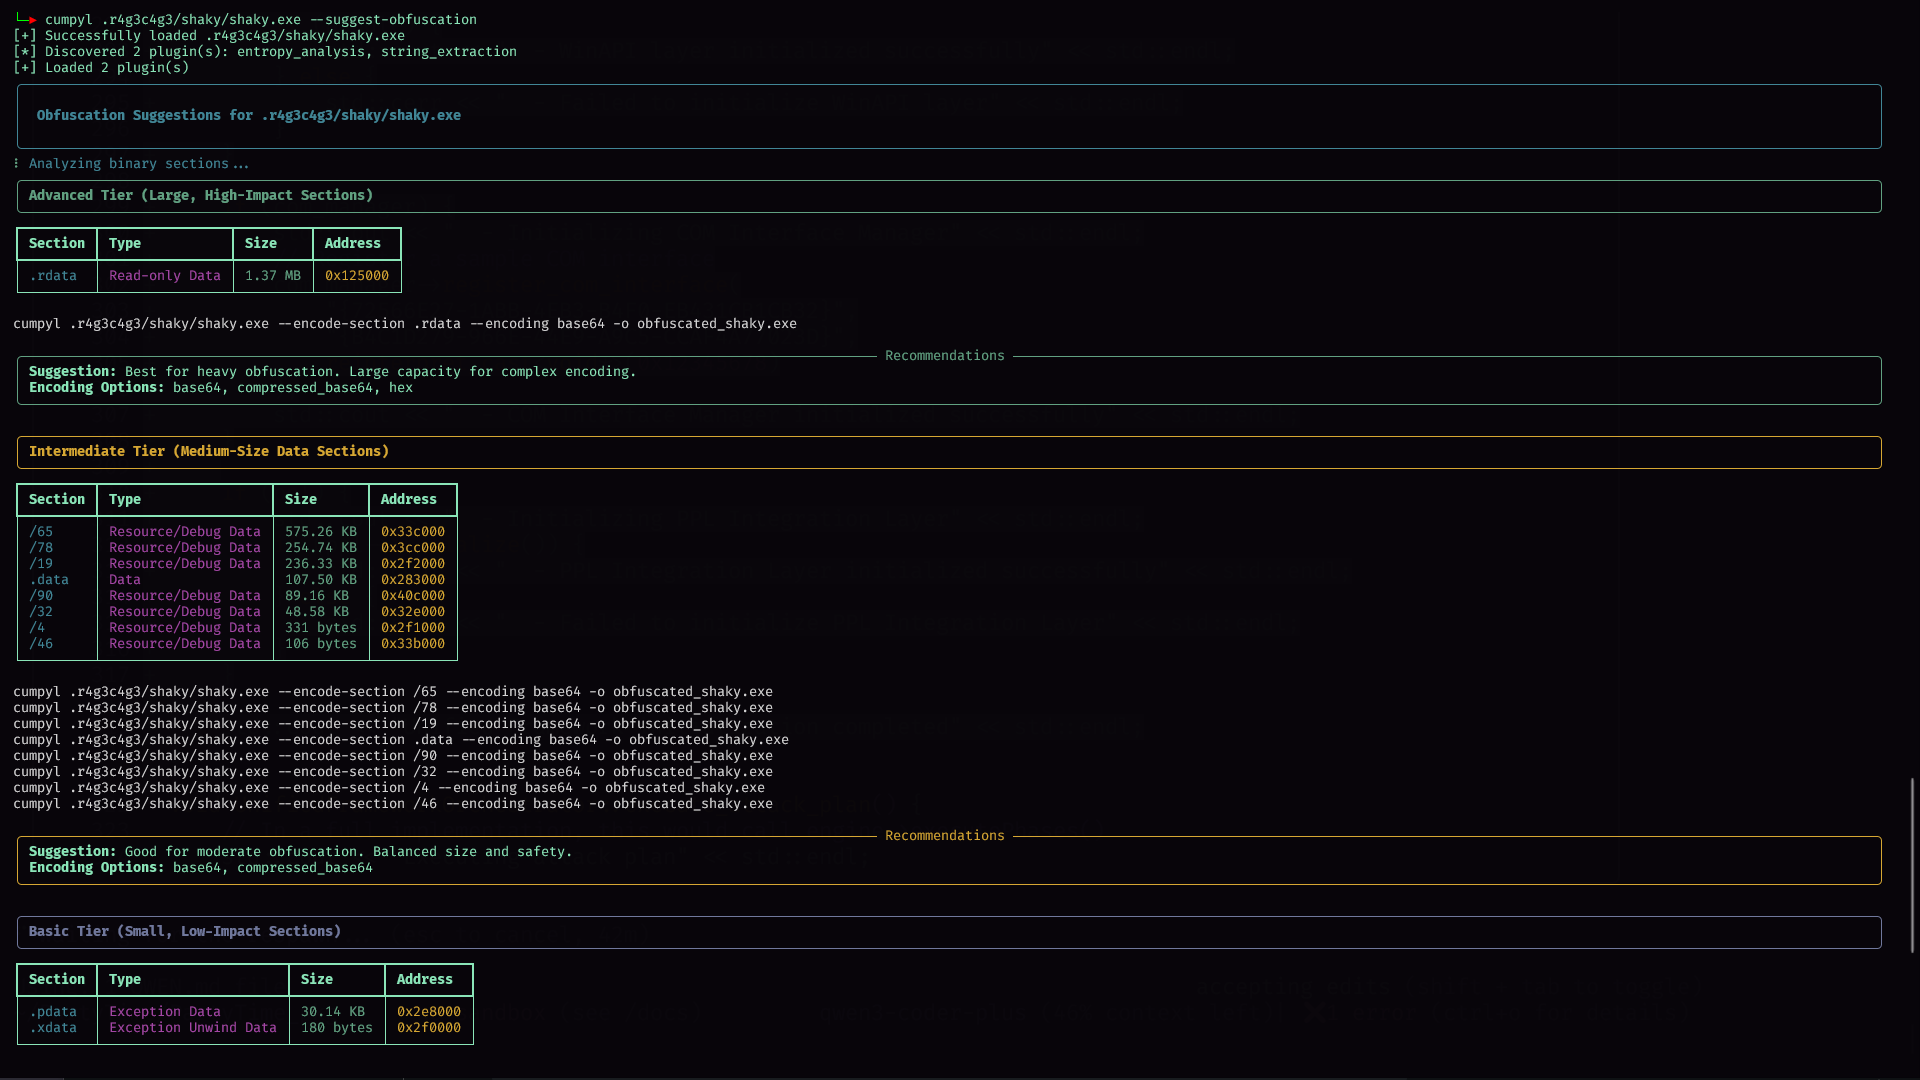 cumpyl .r4g3c4g3/shaky/shaky.exe --suggest-obfuscation
[+] Successfully loaded .r4g3c4g3/shaky/shaky.exe
[*] Discovered 2 plugin(s): entropy_analysis, string_extraction
[+] Loaded 2 plugin(s)
Obfuscation Suggestions for .r4g3c4g3/shaky/shaky.exe
Analyzing binary sections...
Advanced Tier (Large, High-Impact Sections)
Section Type Size Address
.rdata Read-only Data 1.37 MB 0x125000
cumpyl .r4g3c4g3/shaky/shaky.exe --encode-section .rdata --encoding base64 -o obfuscated_shaky.exe
Recommendations
Suggestion: Best for heavy obfuscation. Large capacity for complex encoding.
Encoding Options: base64, compressed_base64, hex
Intermediate Tier (Medium-Size Data Sections)
Section Type Size Address
/65 Resource/Debug Data 575.26 KB 0x33c000
/78 Resource/Debug Data 254.74 KB 0x3cc000
/19 Resource/Debug Data 236.33 KB 0x2f2000
.data Data 107.50 KB 0x283000
/90 Resource/Debug Data 89.16 KB 0x40c000
/32 Resource/Debug Data 48.58 KB 0x32e000
/4 Resource/Debug Data 331 bytes 0x2f1000
/46 Resource/Debug Data 106 bytes 0x33b000
cumpyl .r4g3c4g3/shaky/shaky.exe --encode-section /65 --encoding base64 -o obfuscated_shaky.exe
cumpyl .r4g3c4g3/shaky/shaky.exe --encode-section /78 --encoding base64 -o obfuscated_shaky.exe
cumpyl .r4g3c4g3/shaky/shaky.exe --encode-section /19 --encoding base64 -o obfuscated_shaky.exe
cumpyl .r4g3c4g3/shaky/shaky.exe --encode-section .data --encoding base64 -o obfuscated_shaky.exe
cumpyl .r4g3c4g3/shaky/shaky.exe --encode-section /90 --encoding base64 -o obfuscated_shaky.exe
cumpyl .r4g3c4g3/shaky/shaky.exe --encode-section /32 --encoding base64 -o obfuscated_shaky.exe
cumpyl .r4g3c4g3/shaky/shaky.exe --encode-section /4 --encoding base64 -o obfuscated_shaky.exe
cumpyl .r4g3c4g3/shaky/shaky.exe --encode-section /46 --encoding base64 -o obfuscated_shaky.exe
Recommendations
Suggestion: Good for moderate obfuscation. Balanced size and safety.
Encoding Options: base64, compressed_base64
Basic Tier (Small, Low-Impact Sections)
Section Type Size Address
.pdata Exception Data 30.14 KB 0x2e8000
.xdata Exception Unwind Data 180 bytes 0x2f0000